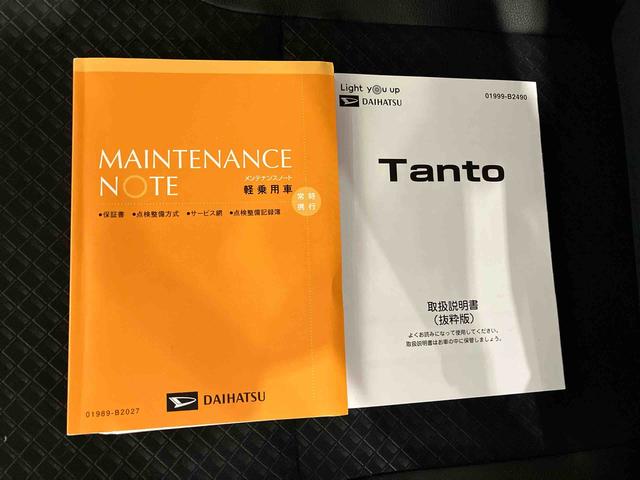 MAINTENANCE
NOTE
メンテナンスノート
軽乗用車
常時
携行
●保証書 ●点検整備方式 ●サービス網 ●点検整備記録簿
DAIHATSU
01989-B2027
Light you up
DAIHATSU
01999-B2490
Tanto
取扱説明書
(抜粋版)
よくお読みになって使用してください。
取扱説明書はお車の中に保管しましょう。